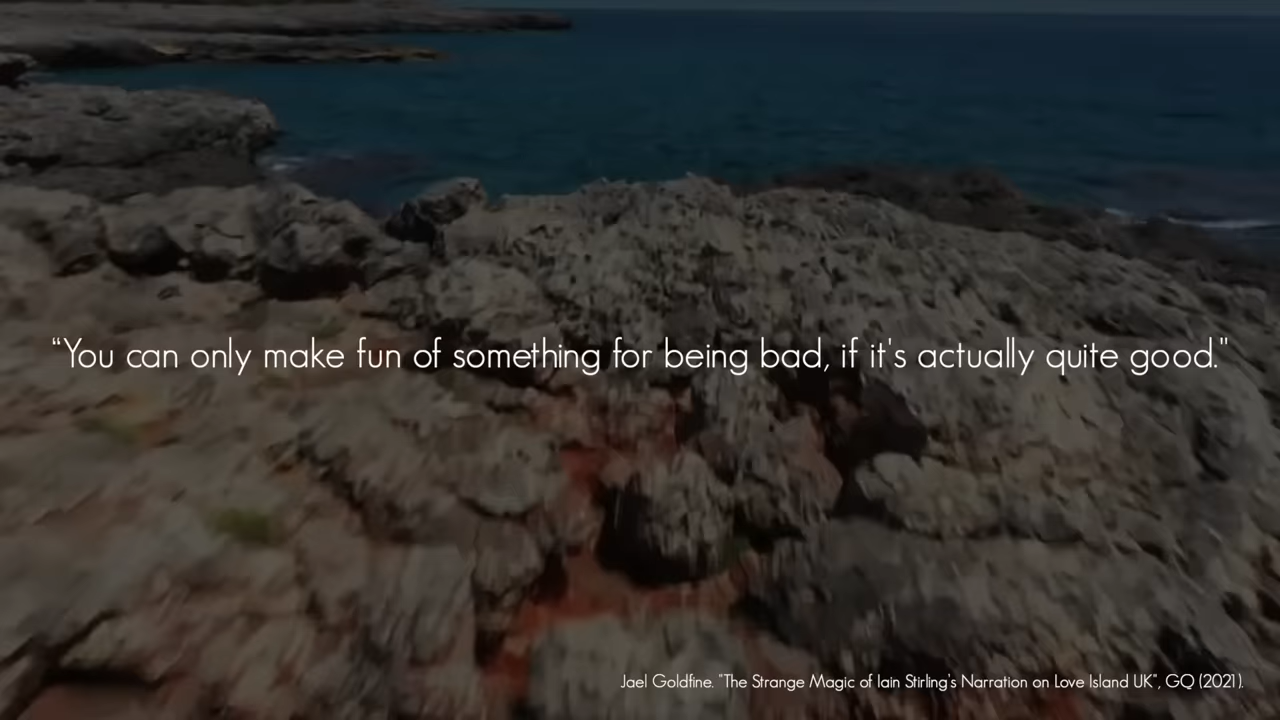 “You can only make fun of something for being bad, if it's actually quite good."
Jael Goldfine. "The Strange Magic of Iain Stirling's Narration on Love Island UK", GQ (2021).